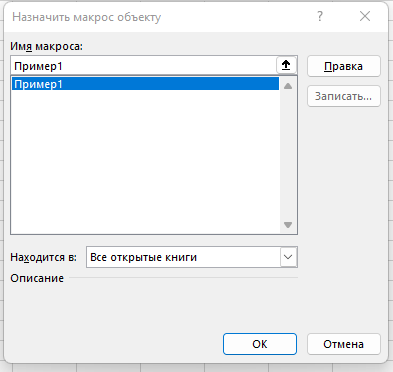 Назначить макрос объекту ?
Имя макроса:
Пример1
Правка
Пример1
Записать...
Находится в: Все открытые книги
Описание
ОК Отмена